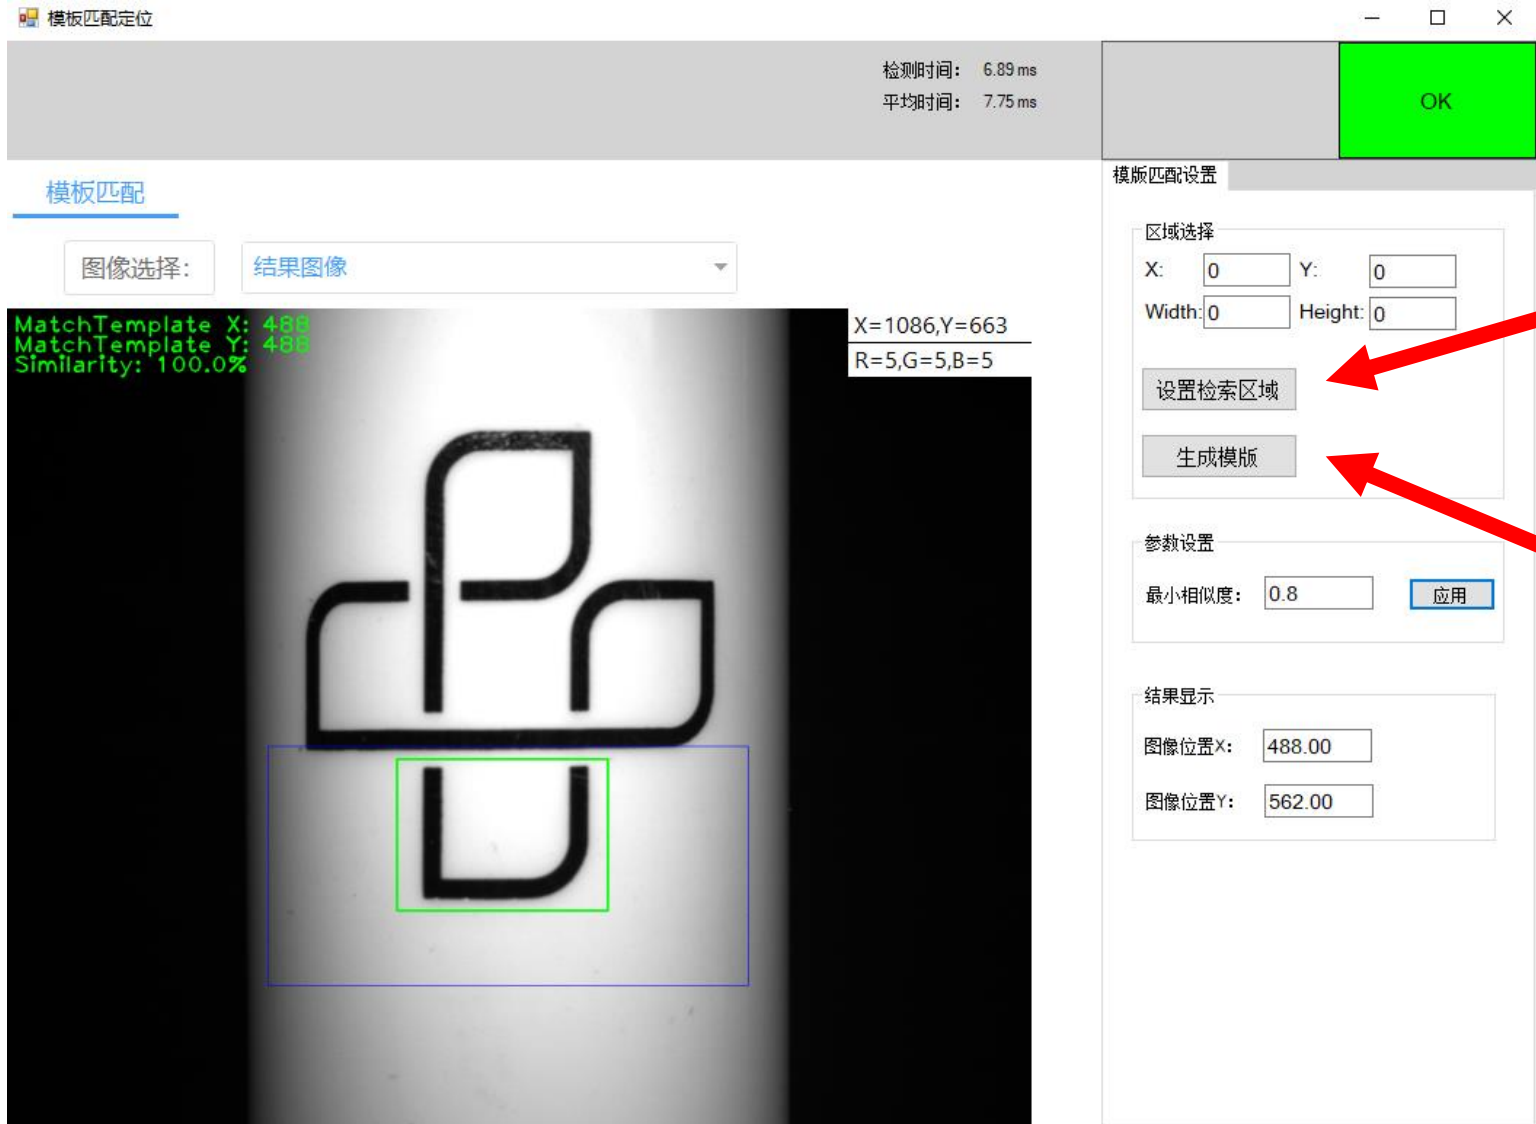 模板匹配定位
检测时间： 6.89 ms
平均时间： 7.75 ms
OK
模板匹配
图像选择：
结果图像
MatchTemplate X: 488
MatchTemplate Y: 488
Similarity: 100.0%
X=1086,Y=663
R=5,G=5,B=5
模版匹配设置
区域选择
X: 0 Y: 0
Width: 0 Height: 0
设置检索区域
生成模版
参数设置
最小相似度： 0.8 应用
结果显示
图像位置X： 488.00
图像位置Y： 562.00